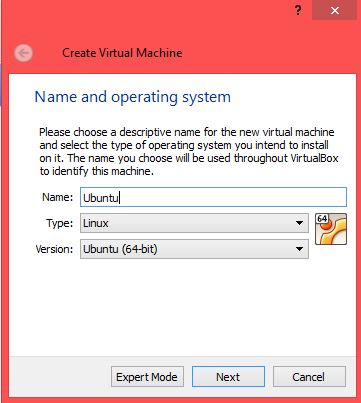 ?
Create Virtual Machine
Name and operating system
Please choose a descriptive name for the new virtual machine
and select the type of operating system you intend to install
on it. The name you choose will be used throughout VirtualBox
to identify this machine.
Name: Ubuntu
Type: Linux 64
Version: Ubuntu (64-bit)
Expert Mode Next Cancel